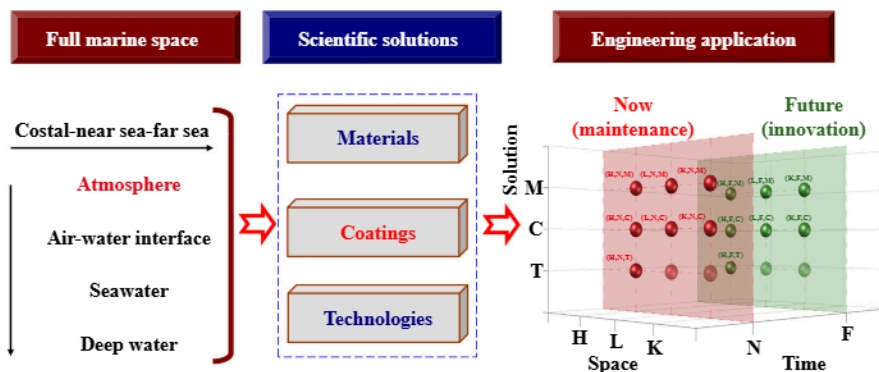 Full marine space
Scientific solutions
Engineering application
Costal-near sea-far sea
Atmosphere
Air-water interface
Seawater
Deep water
Materials
Coatings
Technologies
Now
(maintenance)
Future
(innovation)
Solution
M
C
T
(H,N,M) (L,N,M) (K,N,M) (H,F,M) (L,F,M) (K,F,M)
(H,N,C) (L,N,C) (K,N,C) (H,F,C) (L,F,C) (K,F,C)
(H,N,T) (H,F,T)
H
L
K
N
F
Space
Time